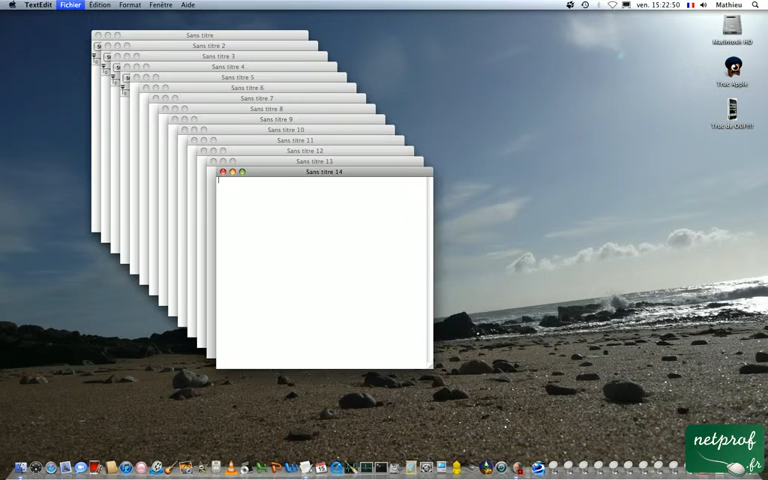 TextEdit Fichier Édition Format Fenêtre Aide ven. 15:22:50 Mathieu
Sans titre
Sans titre 2
Sans titre 3
Sans titre 4
Sans titre 5
Sans titre 6
Sans titre 7
Sans titre 8
Sans titre 9
Sans titre 10
Sans titre 11
Sans titre 12
Sans titre 13
Sans titre 14
Macintosh HD
Truc Apple
netprof
.fr